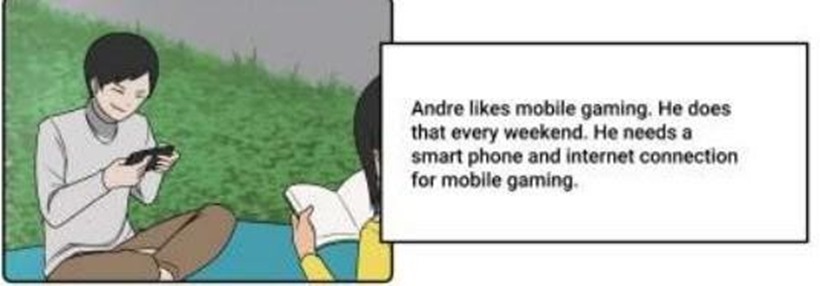 Andre likes mobile gaming. He does
that every weekend. He needs a
smart phone and internet connection
for mobile gaming.